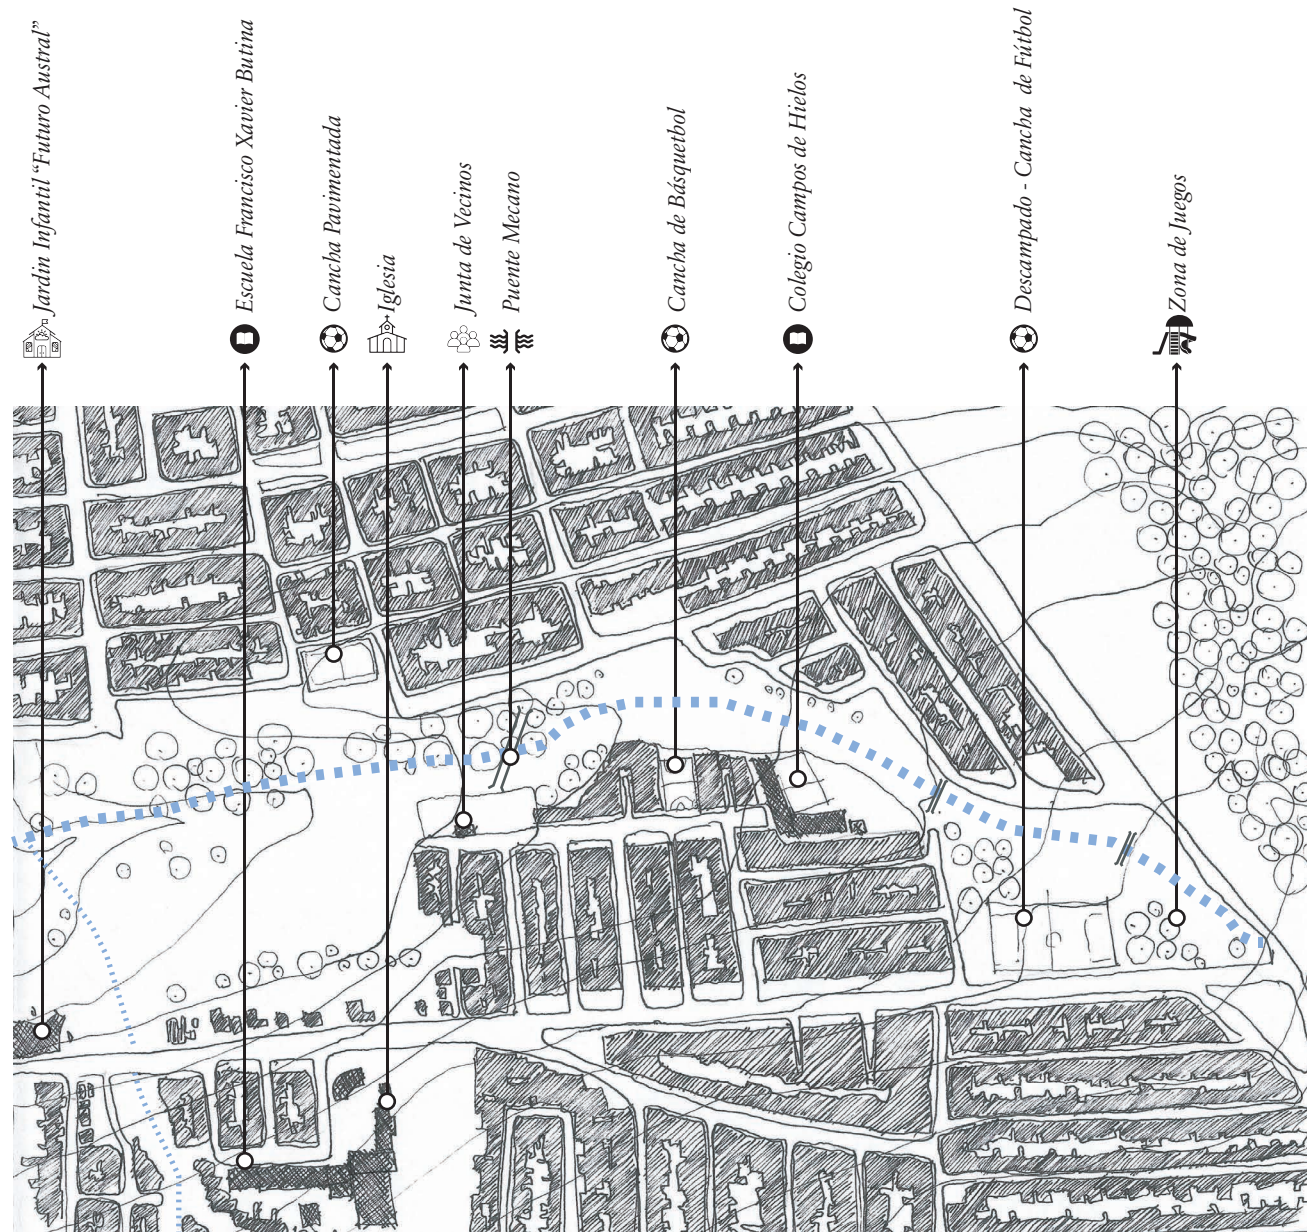 Jardin Infantil “Futuro Austral”
Escuela Francisco Xavier Butina
Cancha Pavimentada
Iglesia
Junta de Vecinos
Puente Mecano
Cancha de Básquetbol
Colegio Campos de Hielos
Descampado - Cancha de Fútbol
Zona de Juegos